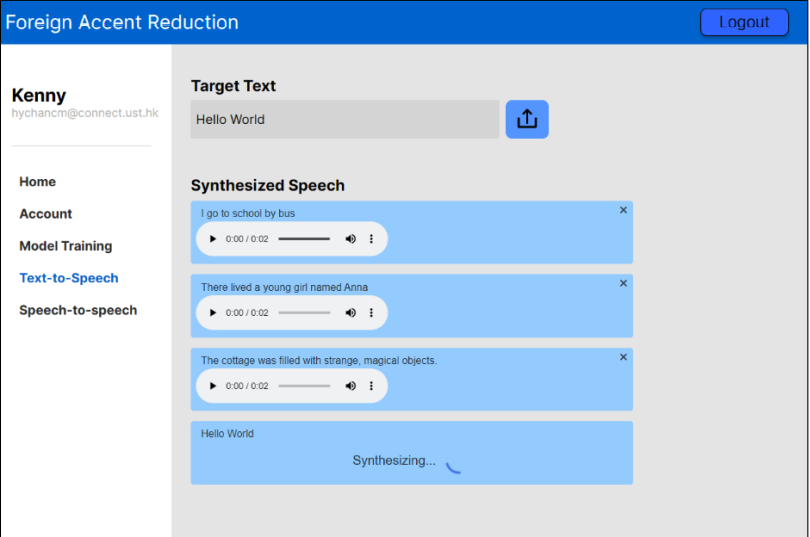 Foreign Accent Reduction
Logout
Kenny
hychancm@connect.ust.hk
Home
Account
Model Training
Text-to-Speech
Speech-to-speech
Target Text
Hello World
Synthesized Speech
I go to school by bus
×
0:00 / 0:02
There lived a young girl named Anna
×
0:00 / 0:02
The cottage was filled with strange, magical objects.
×
0:00 / 0:02
Hello World
Synthesizing...